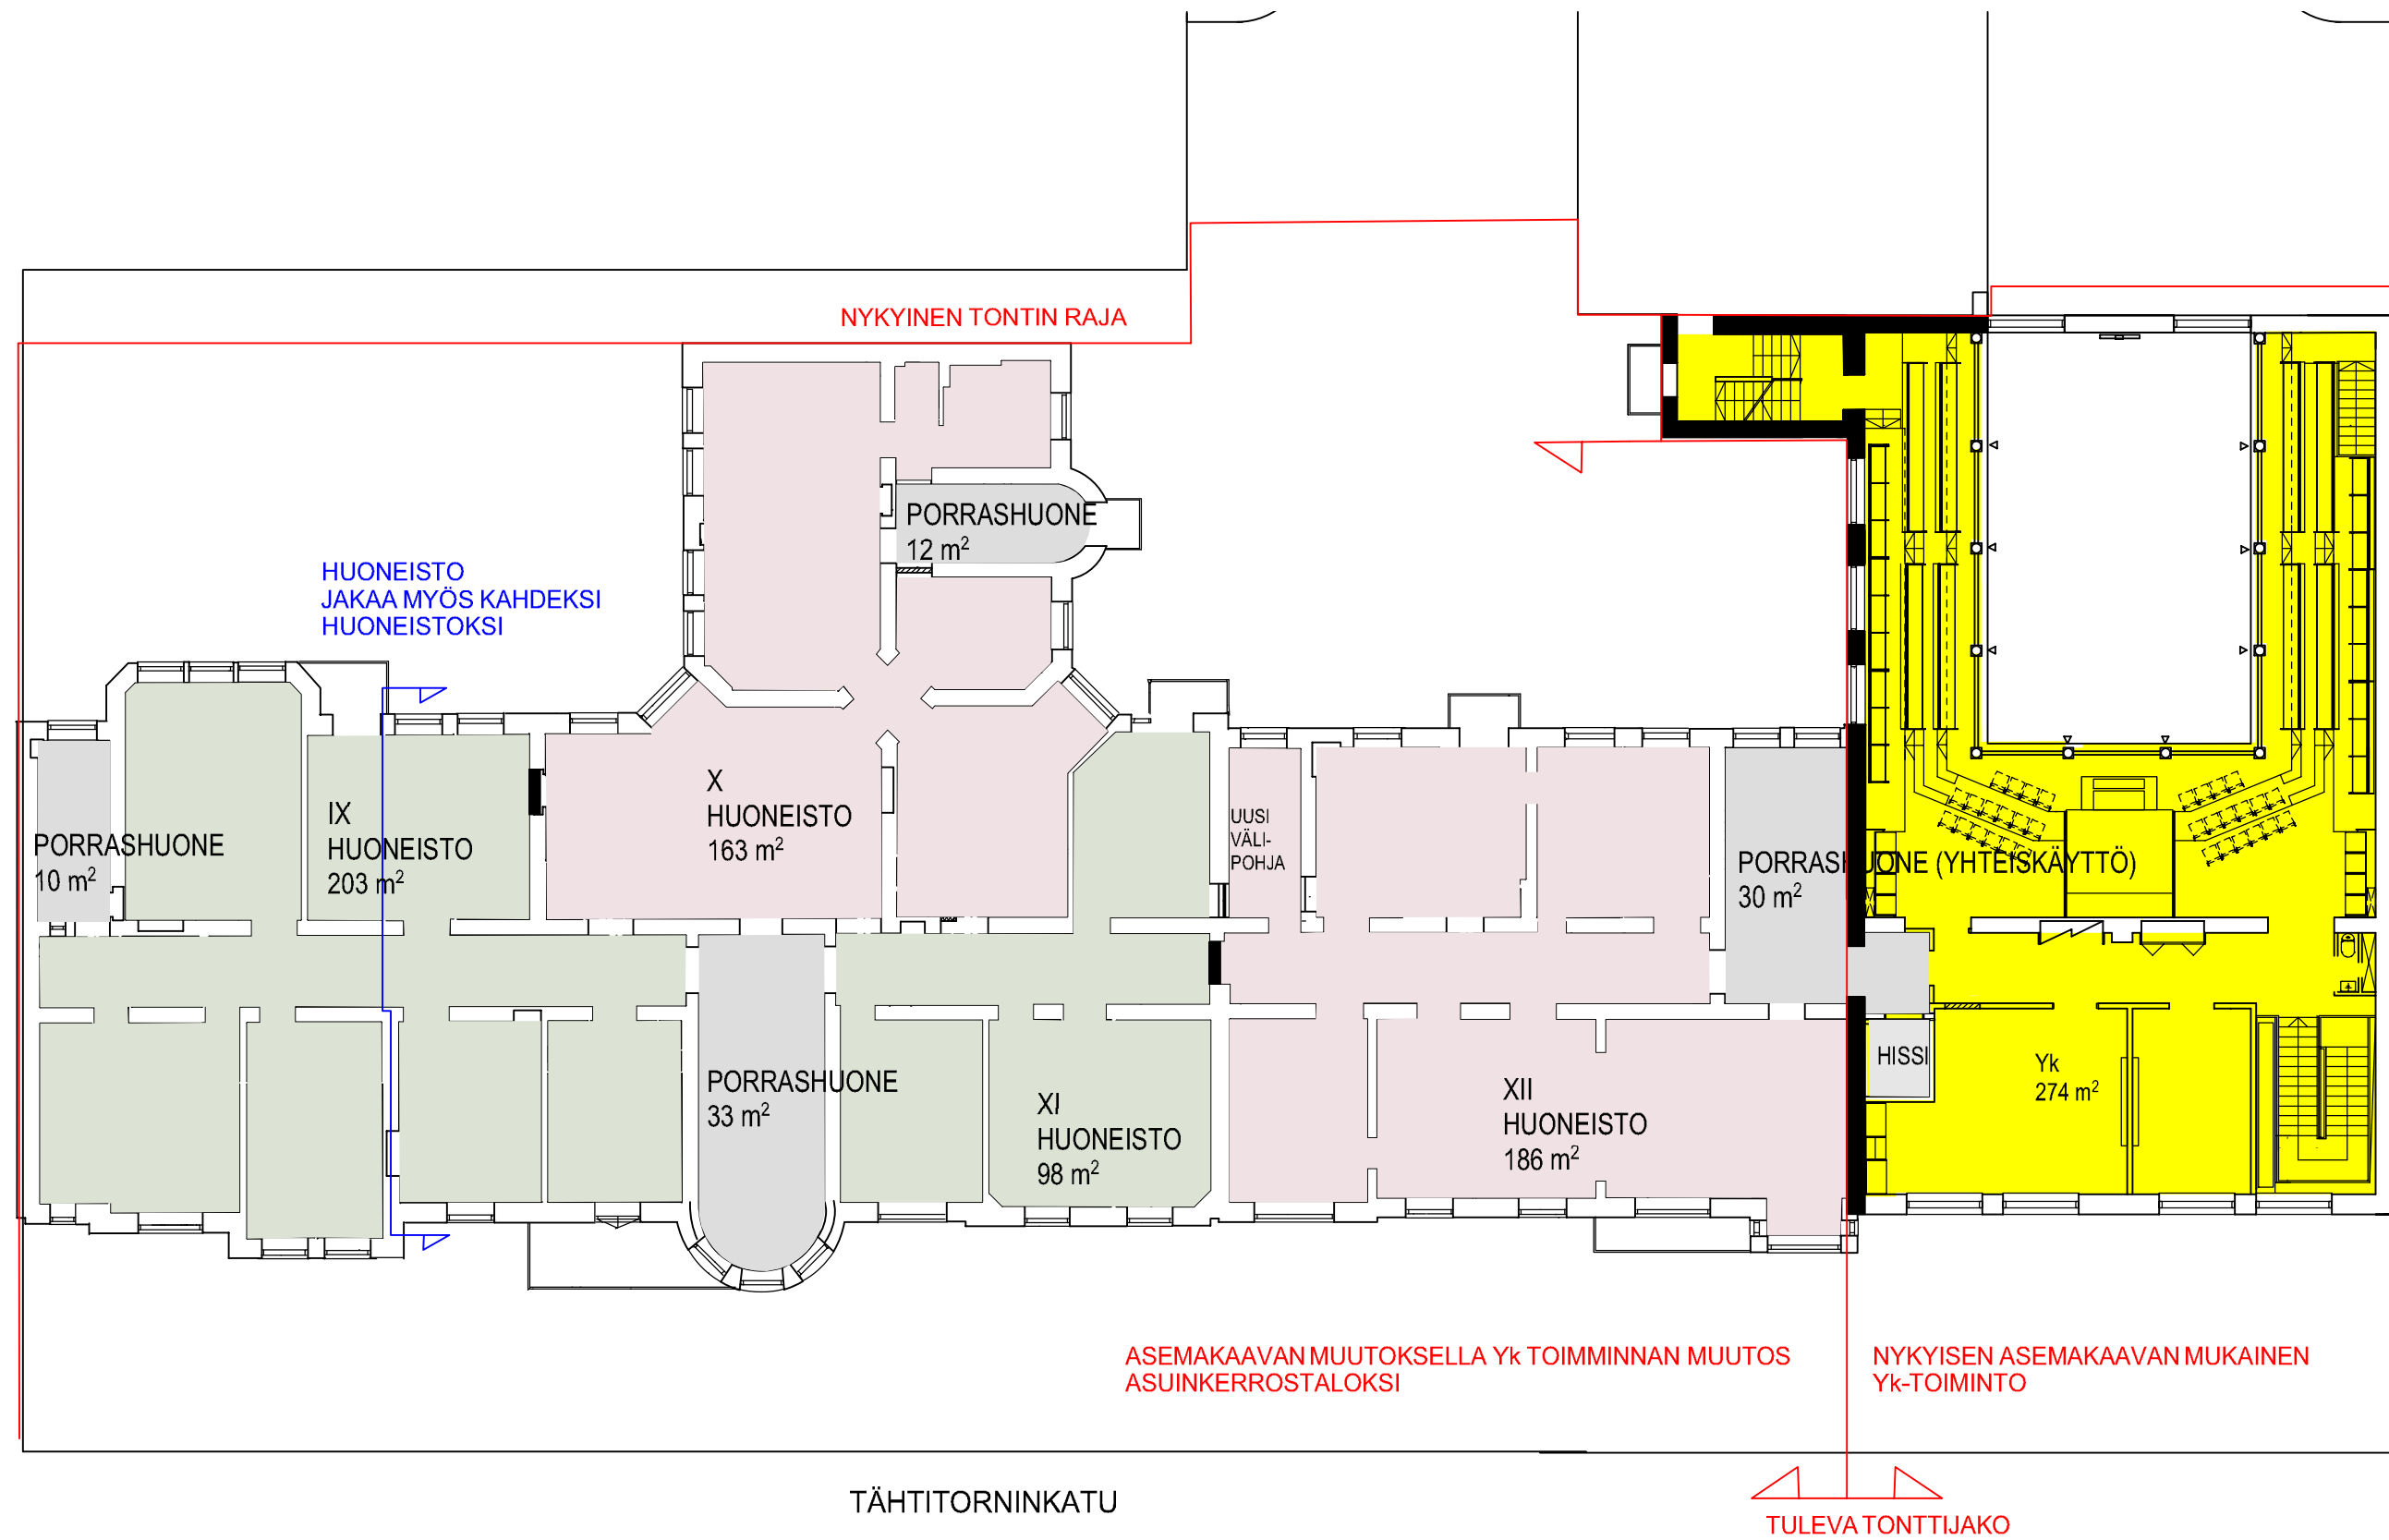 NYKYINEN TONTIN RAJA
PORRASHUONE
12 m²
HUONEISTO
JAKAA MYÖS KAHDEKSI
HUONEISTOKSI
X
HUONEISTO
163 m²
IX
HUONEISTO
203 m²
PORRASHUONE
10 m²
UUSI
VÄLI-
POHJA
PORRASHUONE (YHTEISKÄYTTÖ)
30 m²
PORRASHUONE
33 m²
XI
HUONEISTO
98 m²
XII
HUONEISTO
186 m²
HISSI
Yk
274 m²
ASEMAKAAVAN MUUTOKSELLA Yk TOIMMINNAN MUUTOS
ASUINKERROSTALOKSI
NYKYISEN ASEMAKAAVAN MUKAINEN
Yk-TOIMINTO
TÄHTITORNINKATU
TULEVA TONTTIJAKO